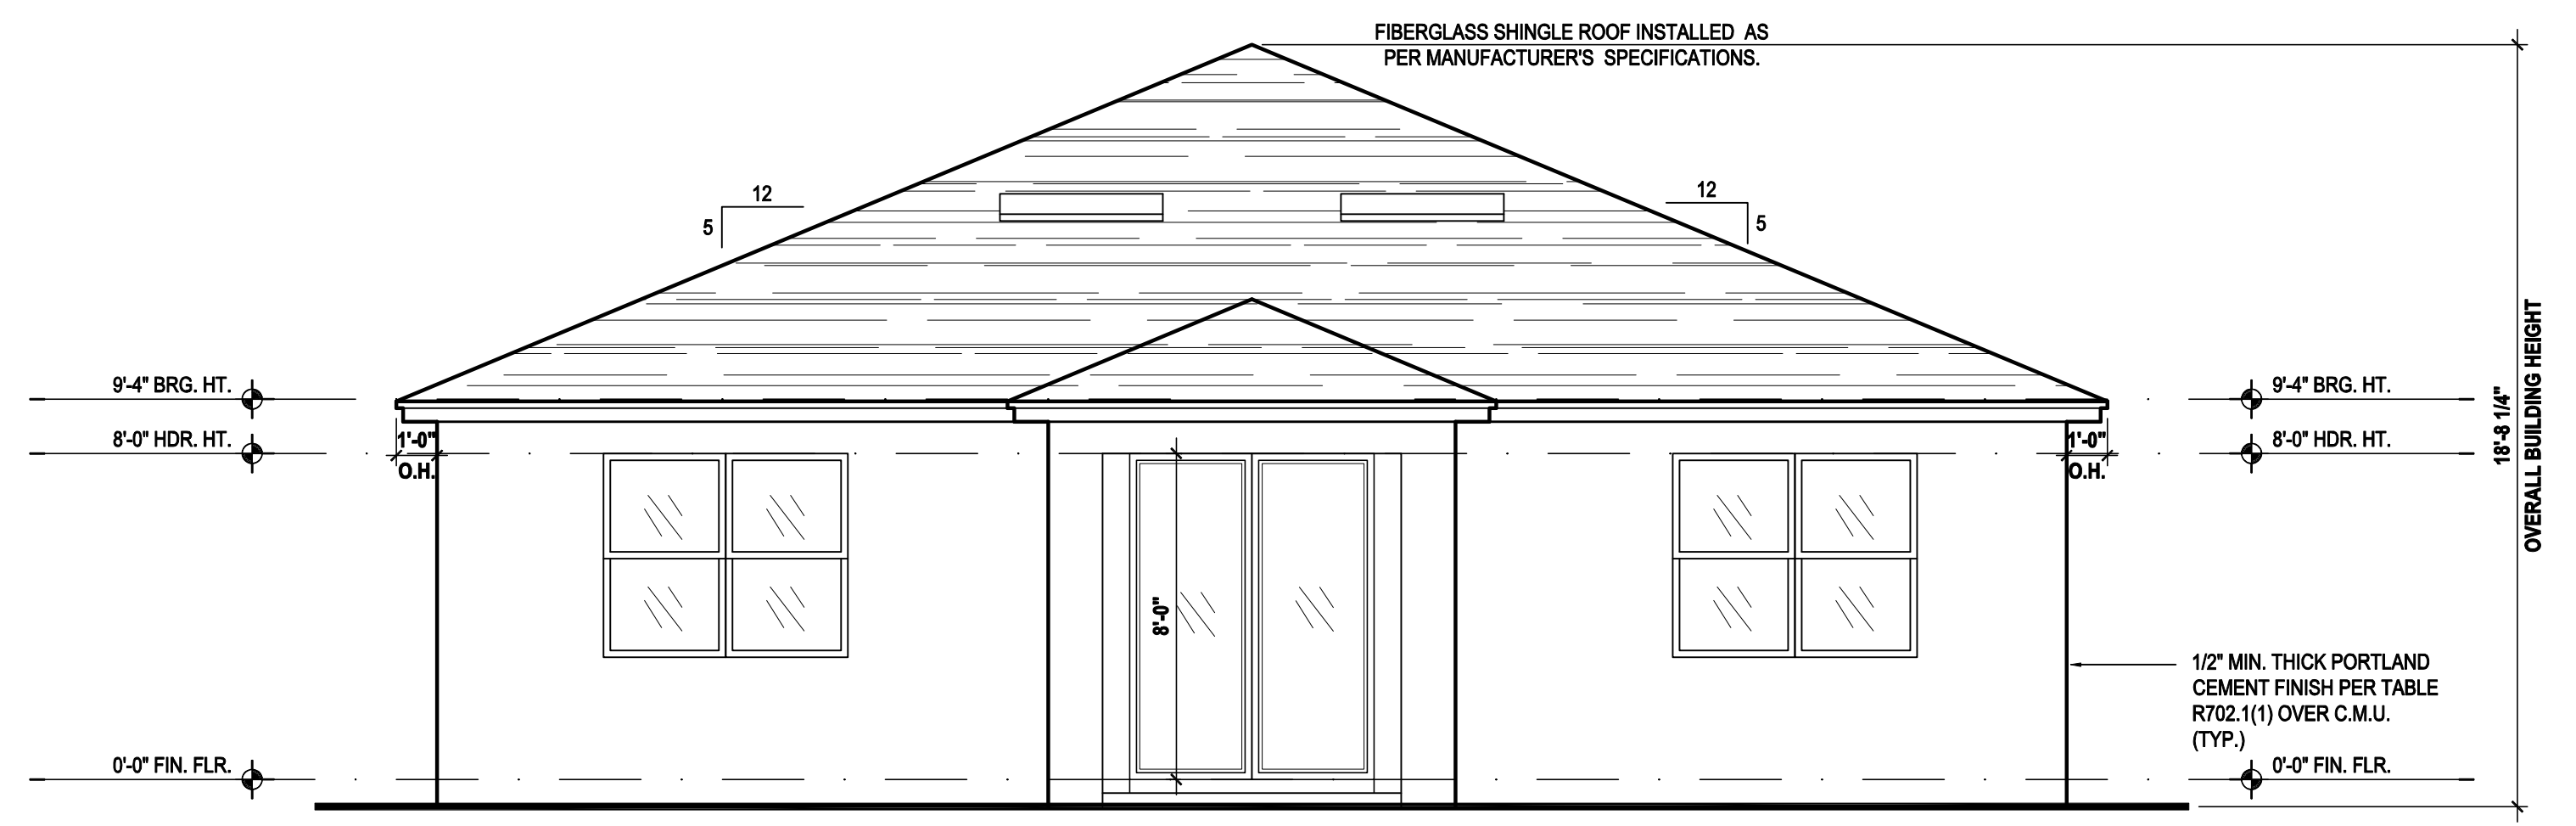 FIBERGLASS SHINGLE ROOF INSTALLED AS
PER MANUFACTURER'S SPECIFICATIONS.
12
5
12
5
9'-4" BRG. HT.
9'-4" BRG. HT.
8'-0" HDR. HT.
8'-0" HDR. HT.
1'-0"
O.H.
1'-0"
O.H.
18'-8 1/4"
OVERALL BUILDING HEIGHT
8'-0"
1/2" MIN. THICK PORTLAND
CEMENT FINISH PER TABLE
R702.1(1) OVER C.M.U.
(TYP.)
0'-0" FIN. FLR.
0'-0" FIN. FLR.